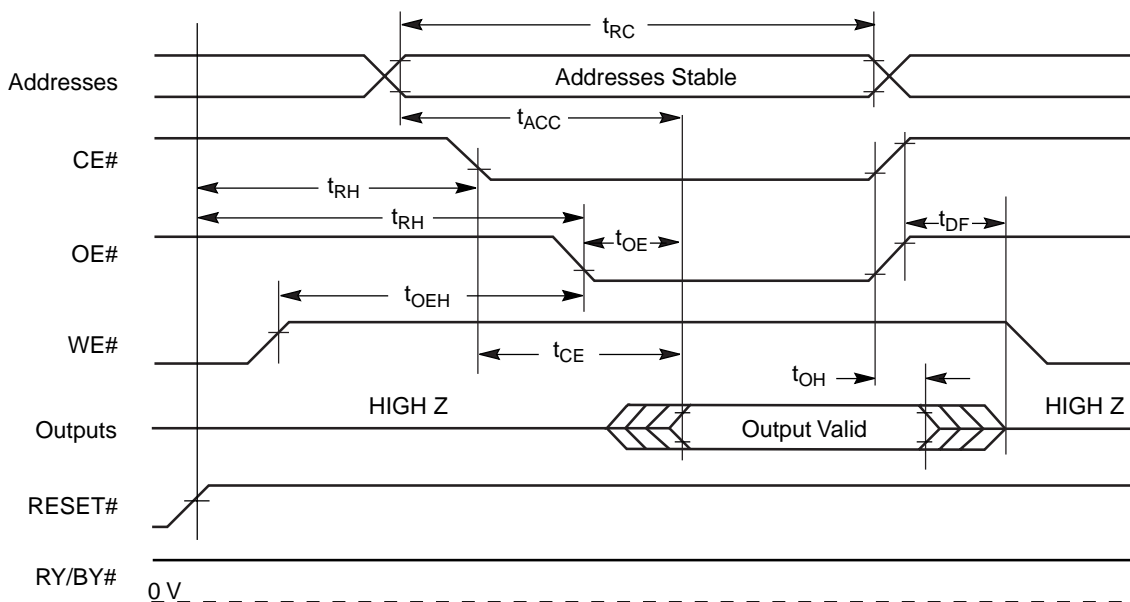 tRC
Addresses
Addresses Stable
tACC
CE#
tRH
tRH
tDF
OE#
tOE
tOEH
WE#
tCE
tOH
HIGH Z
HIGH Z
Outputs
Output Valid
RESET#
RY/BY#
0 V